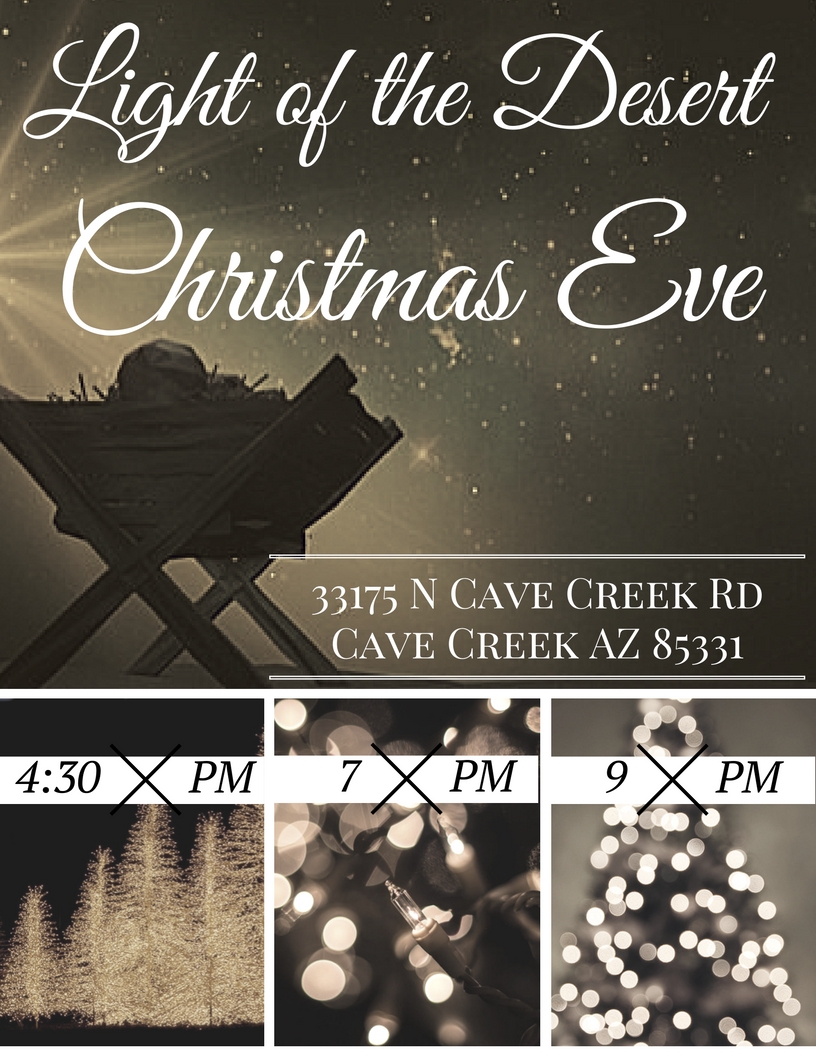 Light of the Desert
Christmas Eve
33175 N Cave Creek Rd
Cave Creek AZ 85331
4:30 PM
7 PM
9 PM